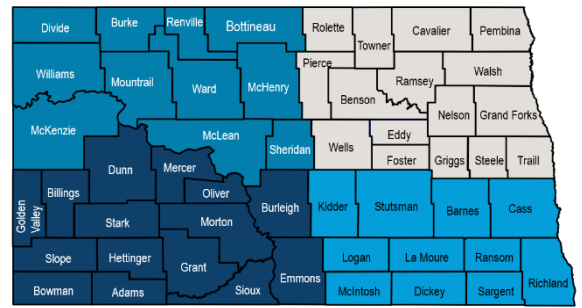 Divide
Burke
Renville
Bottineau
Rolette
Towner
Cavalier
Pembina
Williams
Mountrail
Ward
McHenry
Pierce
Benson
Ramsey
Walsh
Nelson
Grand Forks
McKenzie
McLean
Sheridan
Wells
Eddy
Foster
Griggs
Steele
Traill
Dunn
Mercer
Oliver
Golden
Valley
Billings
Stark
Morton
Burleigh
Kidder
Stutsman
Barnes
Cass
Slope
Hettinger
Grant
Sioux
Emmons
Logan
La Moure
Ransom
Richland
Bowman
Adams
McIntosh
Dickey
Sargent